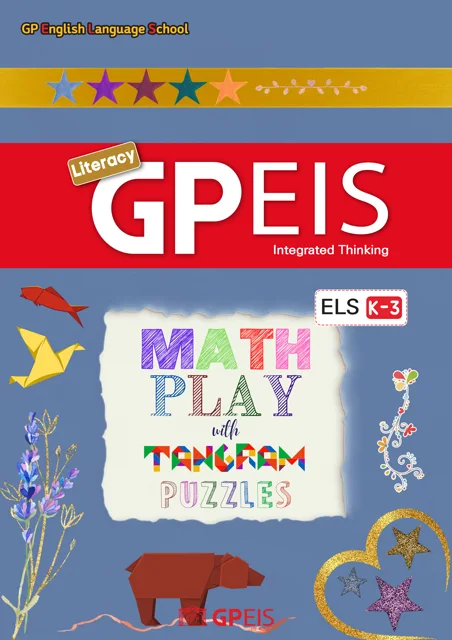 GP English Language School
Literacy
GPEIS
Integrated Thinking
ELS K-3
MATH
PLAY
with
TANGRAM
PUZZLES
GPEIS